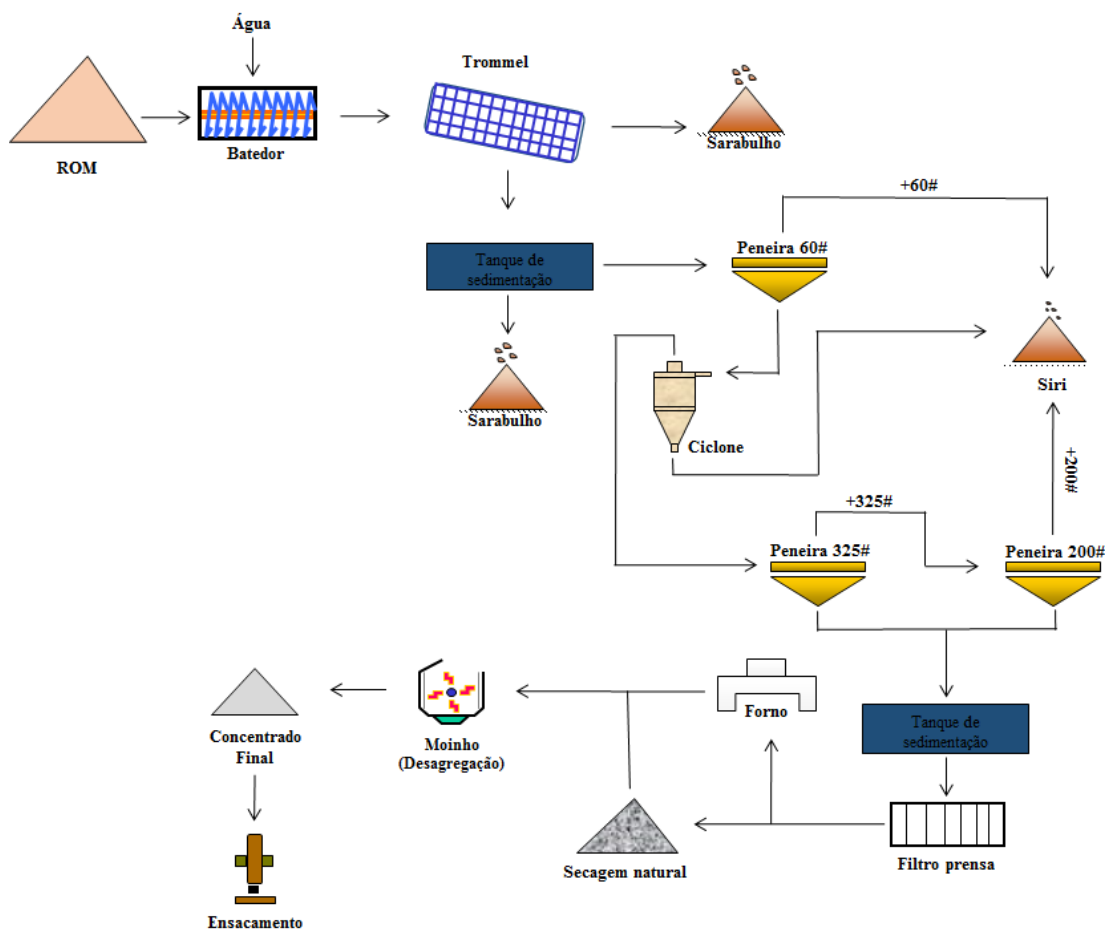 Água
Trommel
ROM
Batedor
Sarabulho
+60#
Tanque de
sedimentação
Peneira 60#
Sarabulho
Ciclone
Siri
+200#
+325#
Peneira 325#
Peneira 200#
Forno
Tanque de
sedimentação
Concentrado
Final
Moinho
(Desagregação)
Secagem natural
Filtro prensa
Ensacamento